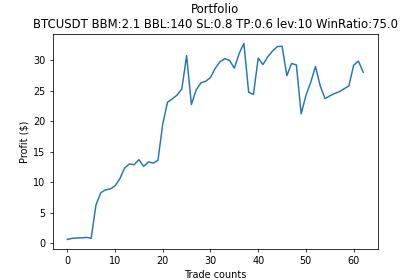 Portfolio
BTCUSDT BBM:2.1 BBL:140 SL:0.8 TP:0.6 lev:10 WinRatio:75.0
30
25
20
15
10
5
0
Profit ($)
0 10 20 30 40 50 60
Trade counts